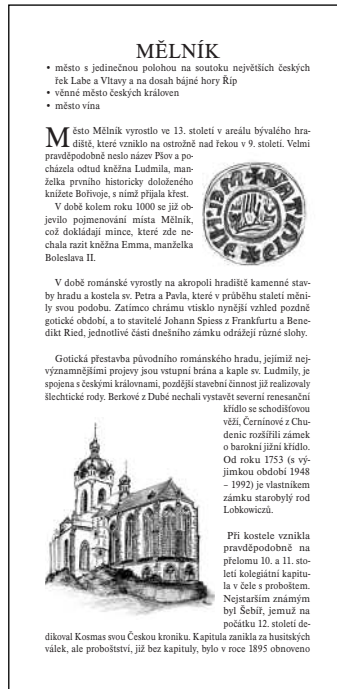 MĚLNÍK
• město s jedinečnou polohou na soutoku největších českých
řek Labe a Vltavy a na dosah bájné hory Říp
• věnné město českých královen
• město vína
Město Mělník vyrostlo ve 13. století v areálu bývalého hra-
diště, které vzniklo na ostrožně nad řekou v 9. století. Velmi
pravděpodobně neslo název Pšov a po-
cházela odtud kněžna Ludmila, man-
želka prvního historicky doloženého
knížete Bořivoje, s nímž přijala křest.
V době kolem roku 1000 se již ob-
jevilo pojmenování místa Mělník,
což dokládají mince, které zde ne-
chala razit kněžna Emma, manželka
Boleslava II.
V době románské vyrostly na akropoli hradiště kamenné stav-
by hradu a kostela sv. Petra a Pavla, které v průběhu staletí měni-
ly svou podobu. Zatímco chrámu vtisklo nynější vzhled pozdně
gotické období, a to stavitelé Johann Spiess z Frankfurtu a Bene-
dikt Ried, jednotlivé části dnešního zámku odrážejí různé slohy.
Gotická přestavba původního románského hradu, jejímiž nej-
významnějšími projevy jsou vstupní brána a kaple sv. Ludmily, je
spojena s českými královnami, pozdější stavební činnost již realizovaly
šlechtické rody. Berkové z Dubé nechali vystavět severní renesanční
křídlo se schodišťovou
věží, Černínové z Chu-
denic rozšířili zámek
o barokní jižní křídlo.
Od roku 1753 (s vý-
jimkou období 1948
– 1992) je vlastníkem
zámku starobylý rod
Lobkowiczů.
Při kostele vznikla
pravděpodobně na
přelomu 10. a 11. sto-
letí kolegiátní kapitu-
la v čele s proboštem.
Nejstarším známým
byl Šebíř, jemuž na
počátku 12. století de-
dikoval Kosmas svou Českou kroniku. Kapitula zanikla za husitských
válek, ale proboštství, již bez kapituly, bylo v roce 1895 obnoveno